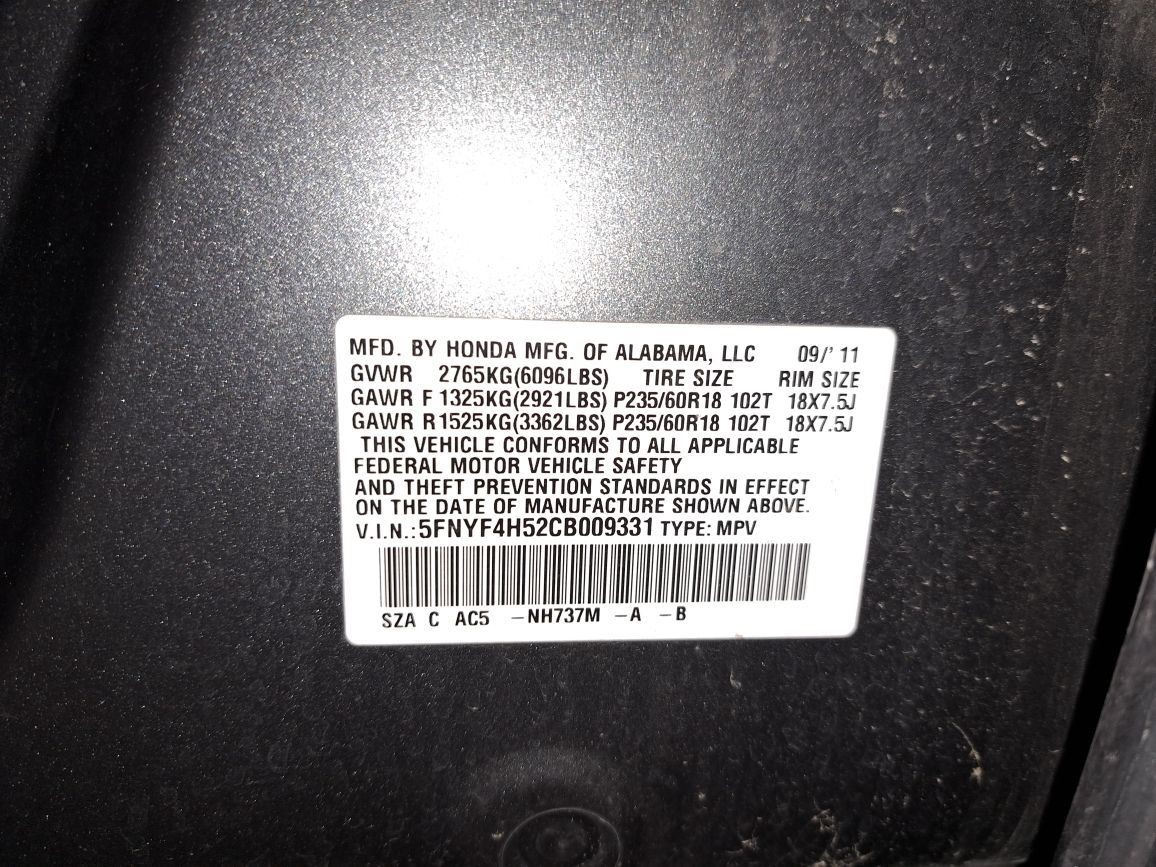 MFD. BY HONDA MFG. OF ALABAMA, LLC 09/' 11
GVWR 2765KG(6096LBS) TIRE SIZE RIM SIZE
GAWR F 1325KG(2921LBS) P235/60R18 102T 18X7.5J
GAWR R1525KG(3362LBS) P235/60R18 102T 18X7.5J
THIS VEHICLE CONFORMS TO ALL APPLICABLE
FEDERAL MOTOR VEHICLE SAFETY
AND THEFT PREVENTION STANDARDS IN EFFECT
ON THE DATE OF MANUFACTURE SHOWN ABOVE.
V.I.N.:5FNYF4H52CB009331 TYPE: MPV
SZA C AC5 –NH737M –A –B